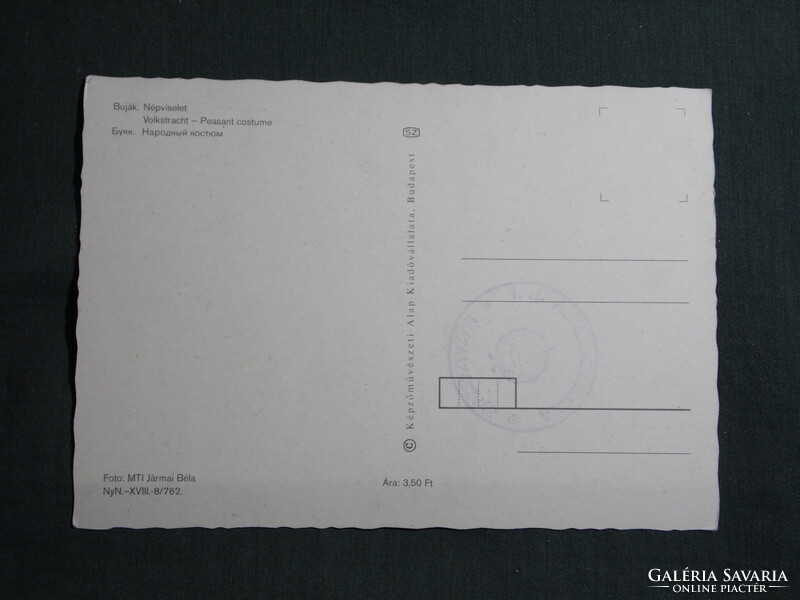 Buják. Népviselet
Volkstracht – Peasant costume
Буяк. Народный костюм
SZ
© Képzőművészeti Alap Kiadóvállalata, Budapest
Foto: MTI Jármai Béla
NyN.–XVIII.-8/762.
Ára: 3,50 Ft
GALÉRIA SAVARIA
ONLINE PIACTÉR